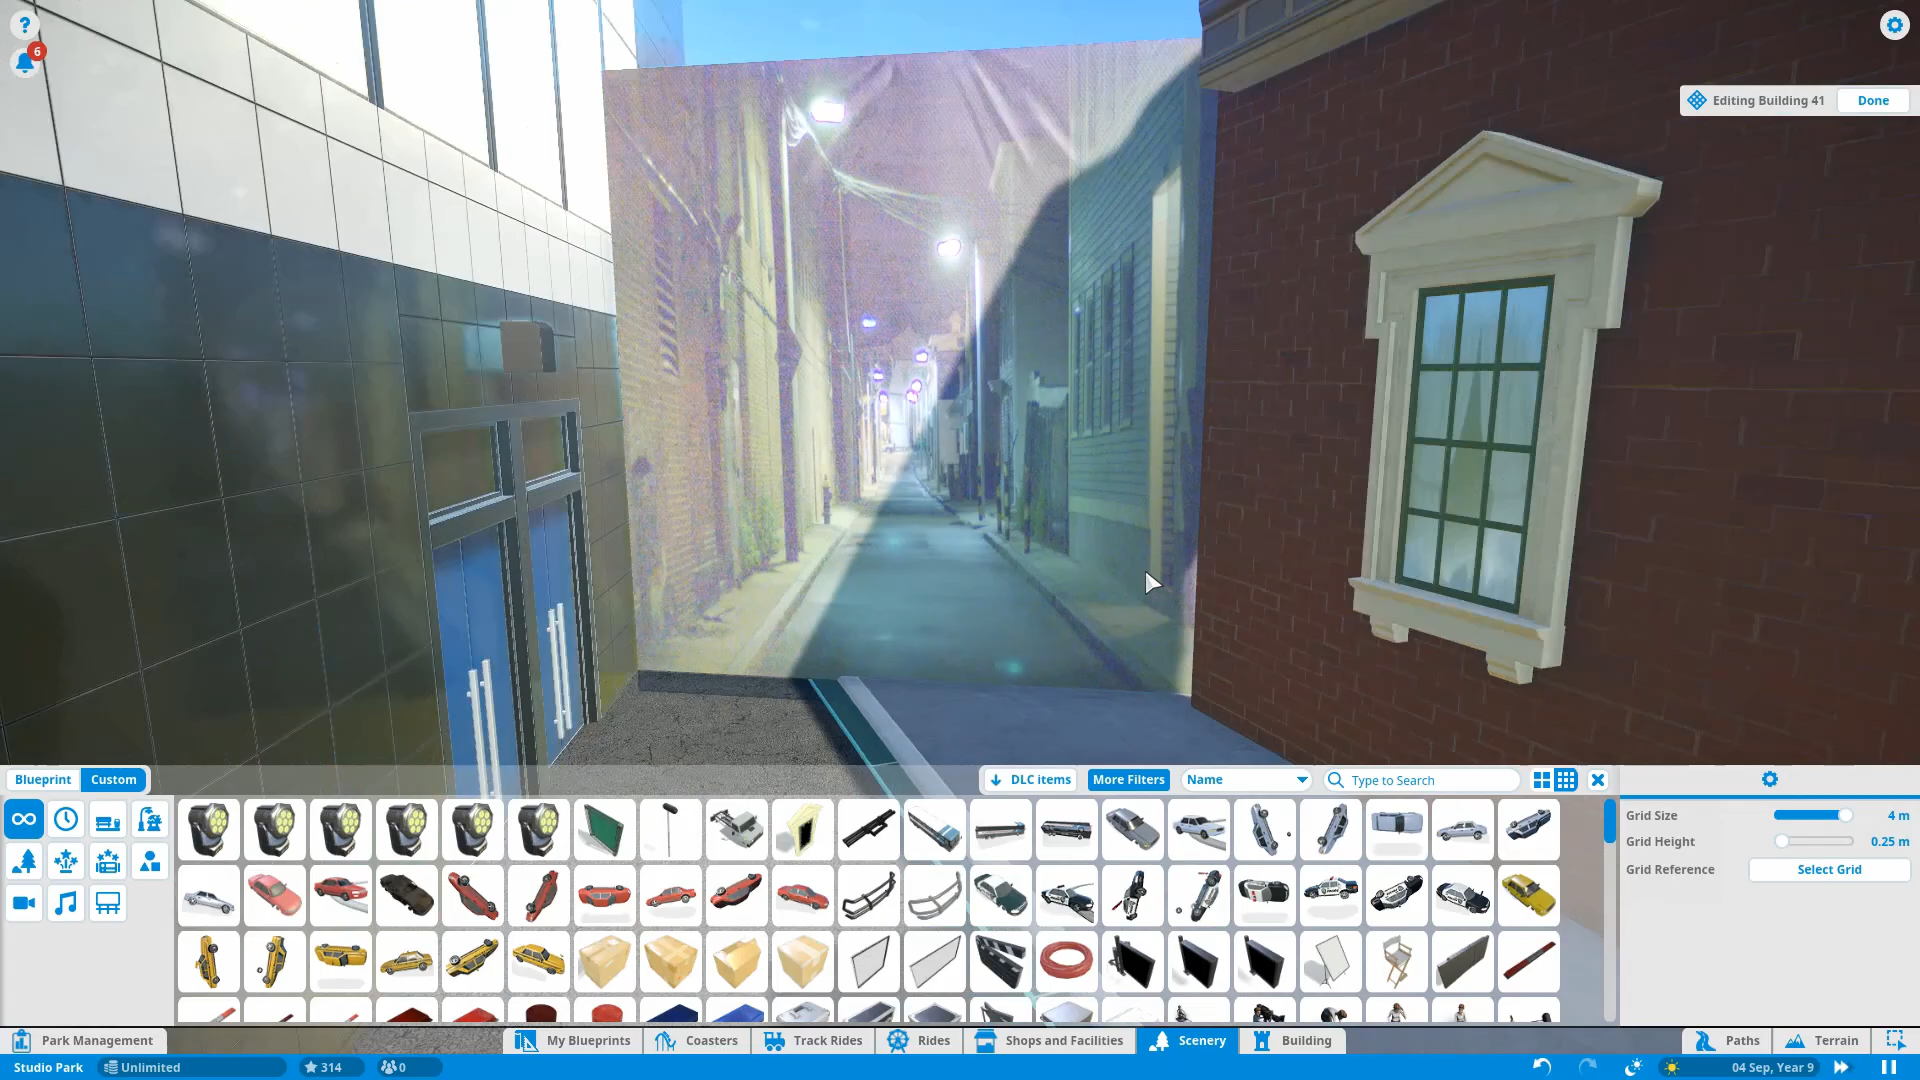 ?
6
Editing Building 41 Done
Blueprint Custom
DLC items More Filters Name Type to Search
Grid Size 4 m
Grid Height 0.25 m
Grid Reference Select Grid
Park Management My Blueprints Coasters Track Rides Rides Shops and Facilities Scenery Building Paths Terrain
Studio Park Unlimited 314 0 04 Sep, Year 9